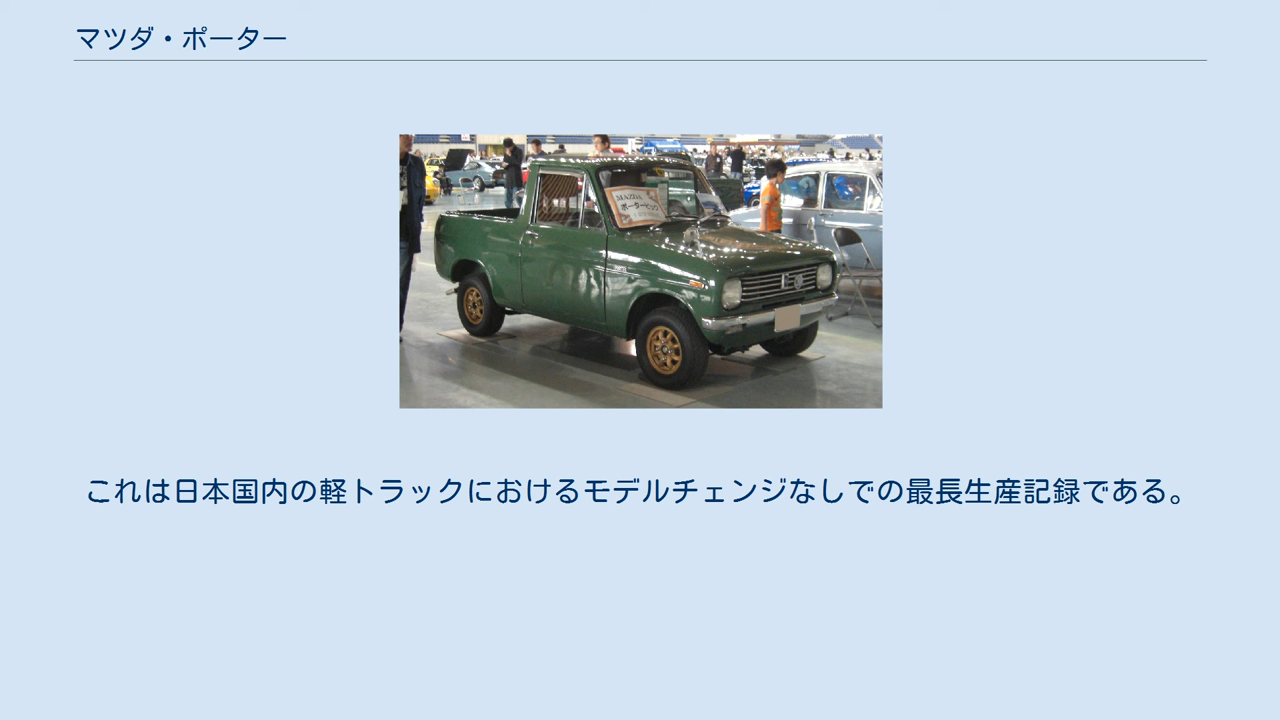 マツダ・ポーター
MAZDA
これは日本国内の軽トラックにおけるモデルチェンジなしでの最長生産記録である。